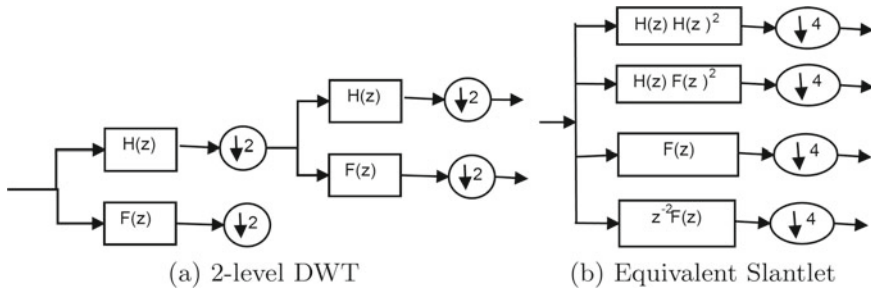 H(z)
↓2
H(z)
↓2
F(z)
↓2
F(z)
↓2
(a) 2-level DWT
H(z) H(z )²
↓ 4
H(z) F(z )²
↓ 4
F(z)
↓ 4
z⁻²F(z)
↓ 4
(b) Equivalent Slantlet